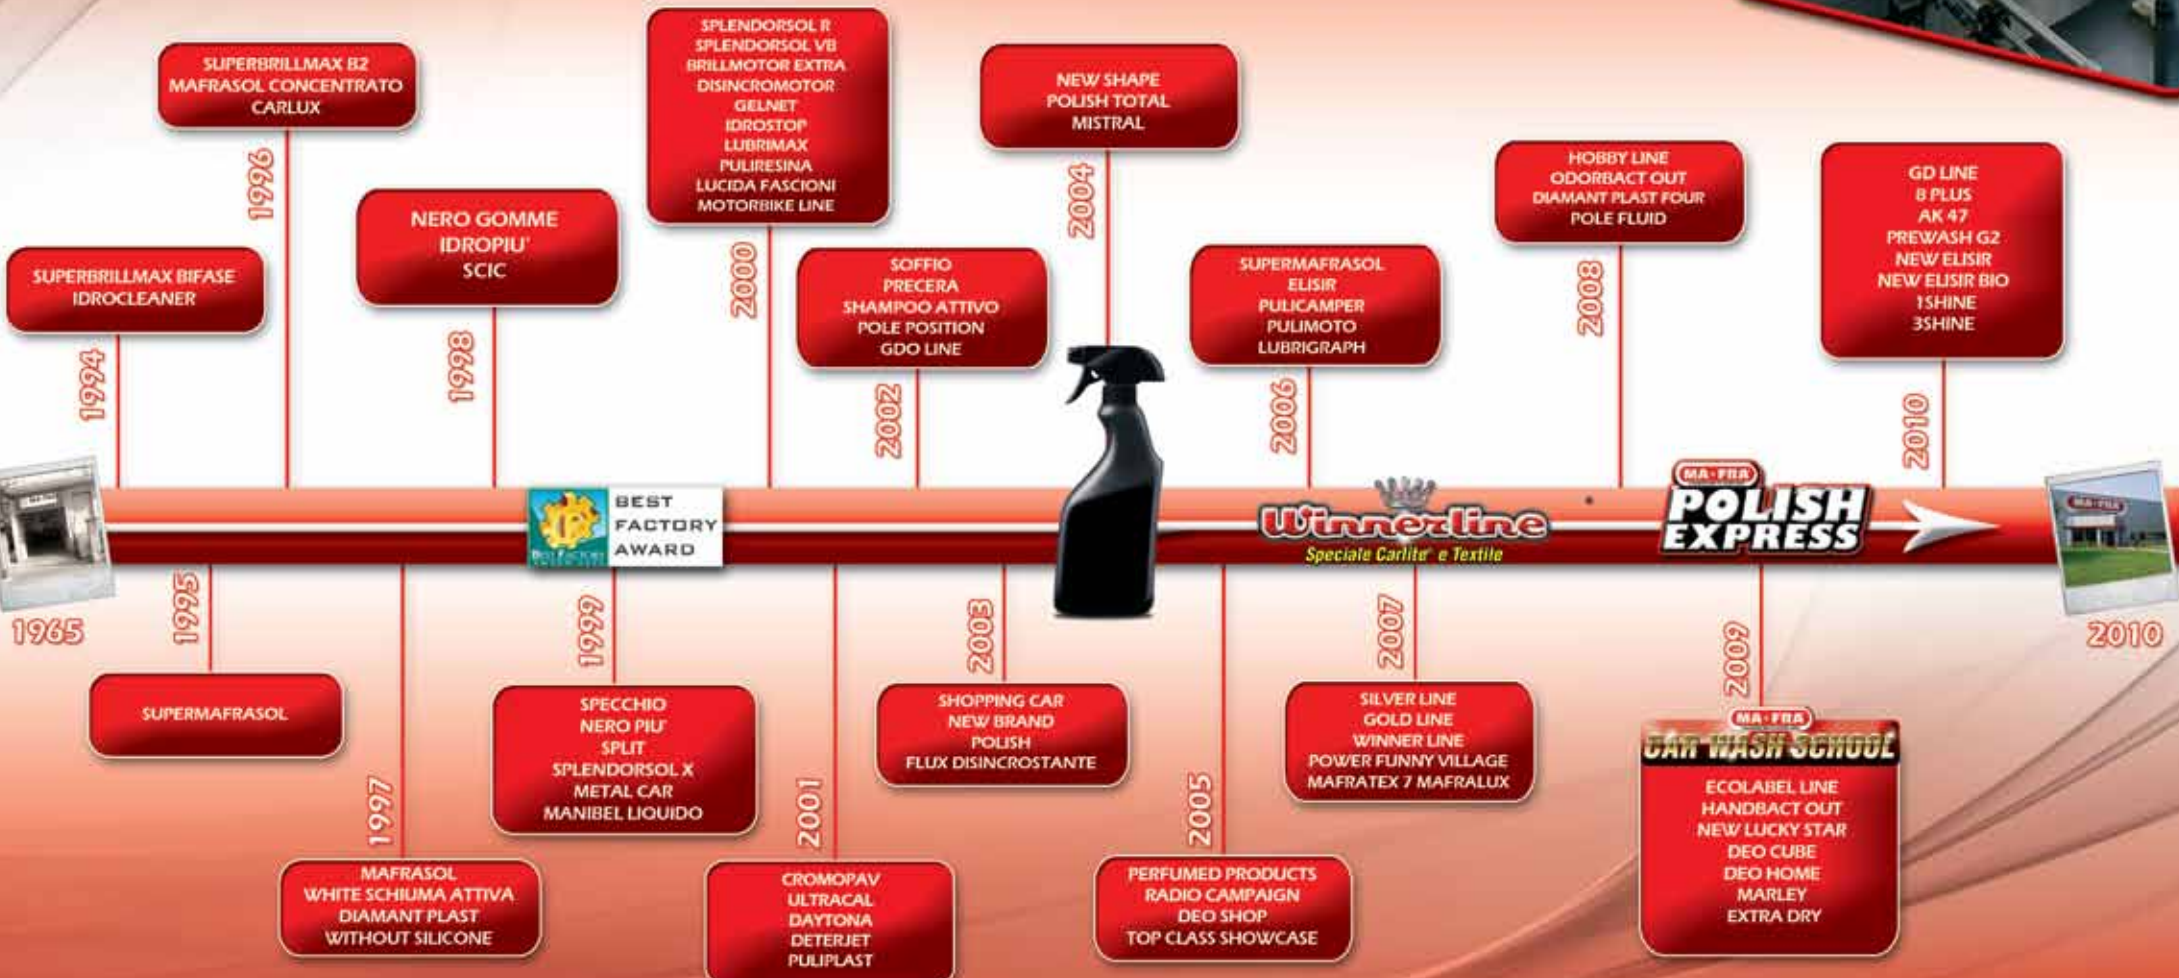 SUPERBRILLMAX BIFASE
IDROCLEANER
1994
SUPERBRILLMAX B2
MAFRASOL CONCENTRATO
CARLUX
1996
NERO GOMME
IDROPIU'
SCIC
1998
SPLENDORSOL R
SPLENDORSOL VB
BRILLMOTOR EXTRA
DISINCROMOTOR
GELNET
IDROSTOP
LUBRIMAX
PULIRESINA
LUCIDA FASCIONI
MOTORBIKE LINE
2000
SOFFIO
PRECERA
SHAMPOO ATTIVO
POLE POSITION
GDO LINE
2002
NEW SHAPE
POLISH TOTAL
MISTRAL
2004
SUPERMAFRASOL
ELISIR
PULICAMPER
PULIMOTO
LUBRIGRAPH
2006
HOBBY LINE
ODORBACT OUT
DIAMANT PLAST FOUR
POLE FLUID
2008
GD LINE
8 PLUS
AK 47
PREWASH G2
NEW ELISIR
NEW ELISIR BIO
1SHINE
3SHINE
2010
BEST
FACTORY
AWARD
BEST FACTORY
Winnerline
Speciale Carlite' e Textile
MA-FRA
POLISH
EXPRESS
MA-FRA
1965
2010
1995
SUPERMAFRASOL
1997
MAFRASOL
WHITE SCHIUMA ATTIVA
DIAMANT PLAST
WITHOUT SILICONE
1999
SPECCHIO
NERO PIU'
SPLIT
SPLENDORSOL X
METAL CAR
MANIBEL LIQUIDO
2001
CROMOPAV
ULTRACAL
DAYTONA
DETERJET
PULIPLAST
2003
SHOPPING CAR
NEW BRAND
POLISH
FLUX DISINCROSTANTE
2005
PERFUMED PRODUCTS
RADIO CAMPAIGN
DEO SHOP
TOP CLASS SHOWCASE
2007
SILVER LINE
GOLD LINE
WINNER LINE
POWER FUNNY VILLAGE
MAFRATEX 7 MAFRALUX
2009
MA-FRA
CAR WASH SCHOOL
ECOLABEL LINE
HANDBACT OUT
NEW LUCKY STAR
DEO CUBE
DEO HOME
MARLEY
EXTRA DRY